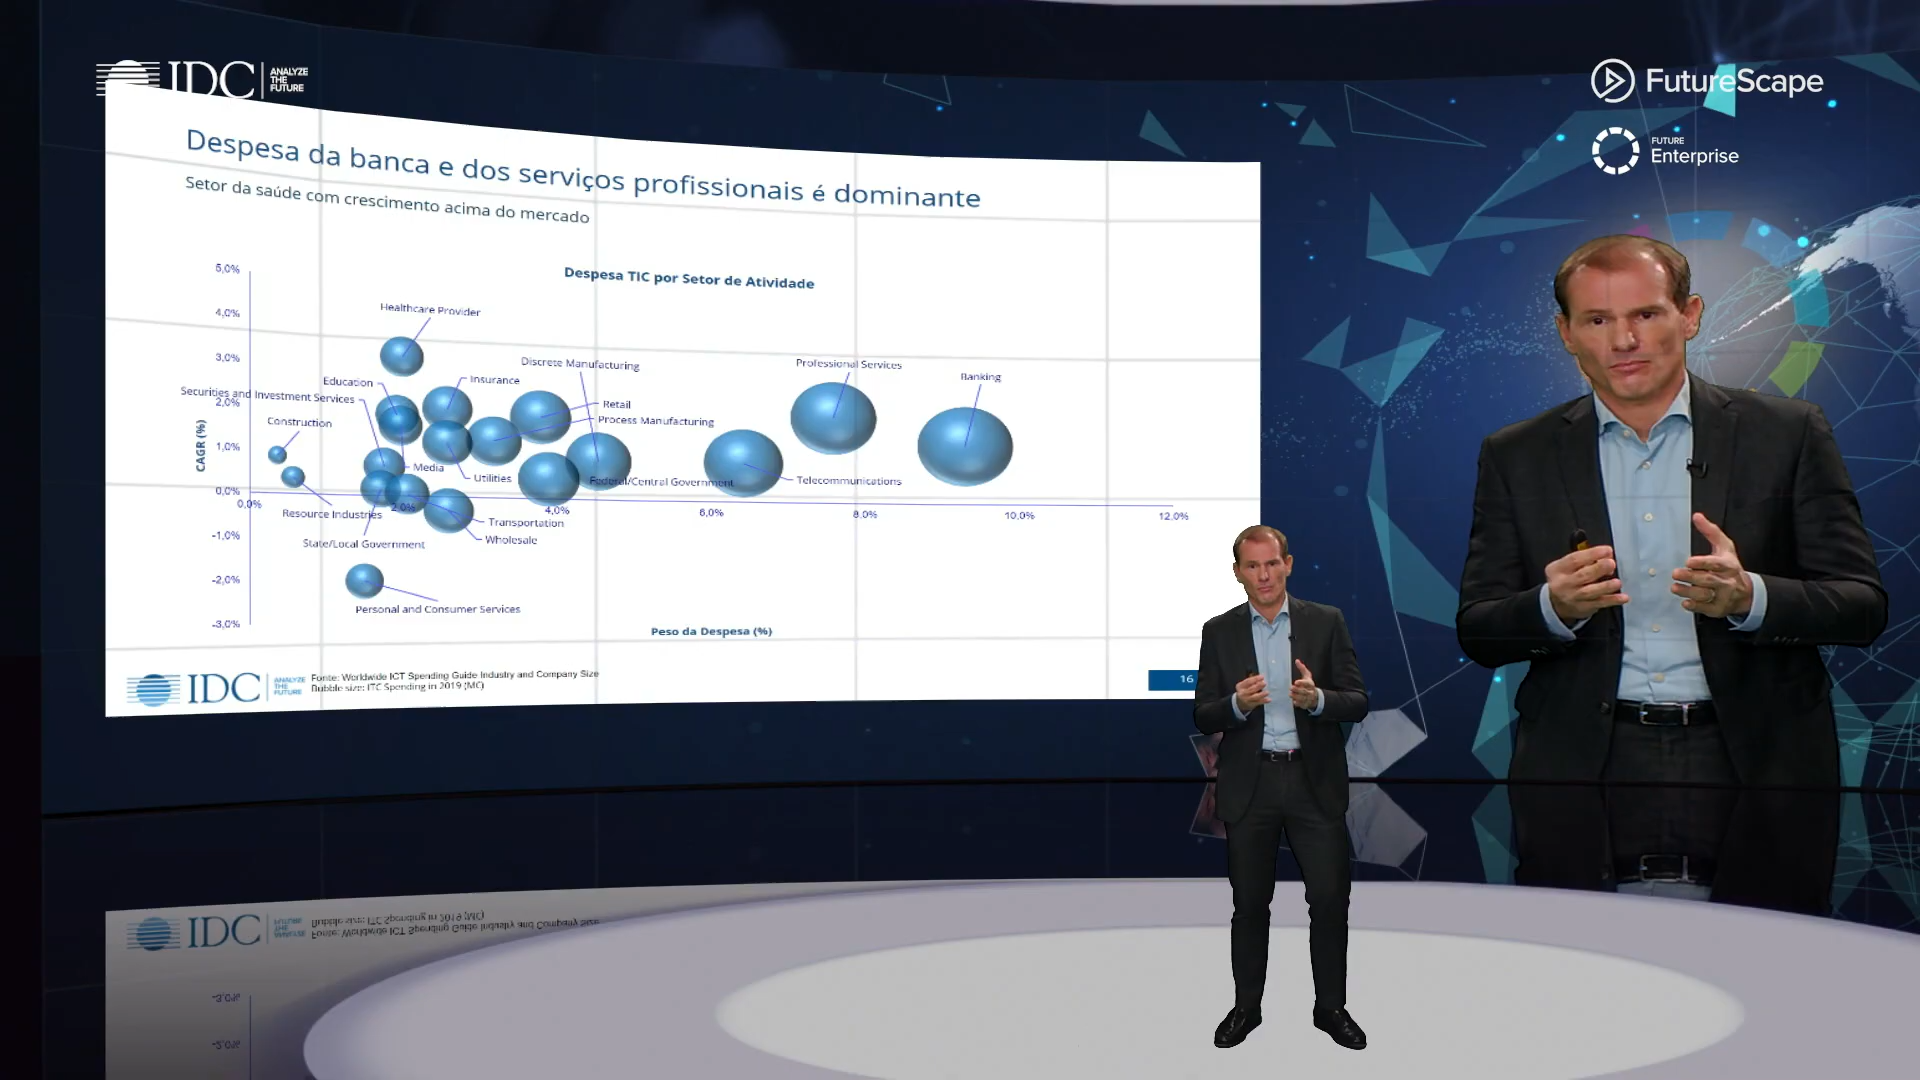 IDC
ANALYZE
THE
FUTURE
FutureScape
FUTURE
Enterprise
Despesa da banca e dos serviços profissionais é dominante
Setor da saúde com crescimento acima do mercado
Despesa TIC por Setor de Atividade
5,0%
4,0%
3,0%
2,0%
1,0%
0,0%
-1,0%
-2,0%
-3,0%
CAGR (%)
Healthcare Provider
Discrete Manufacturing
Professional Services
Banking
Education
Insurance
Securities and Investment Services
Retail
Construction
Process Manufacturing
Media
Utilities
Federal/Central Government
Telecommunications
0,0%
2,0%
4,0%
6,0%
8,0%
10,0%
12,0%
Resource Industries
Transportation
State/Local Government
Wholesale
Personal and Consumer Services
Peso da Despesa (%)
IDC
ANALYZE
THE
FUTURE
Fonte: Worldwide ICT Spending Guide Industry and Company Size
Bubble size: ITC Spending in 2019 (M€)
16